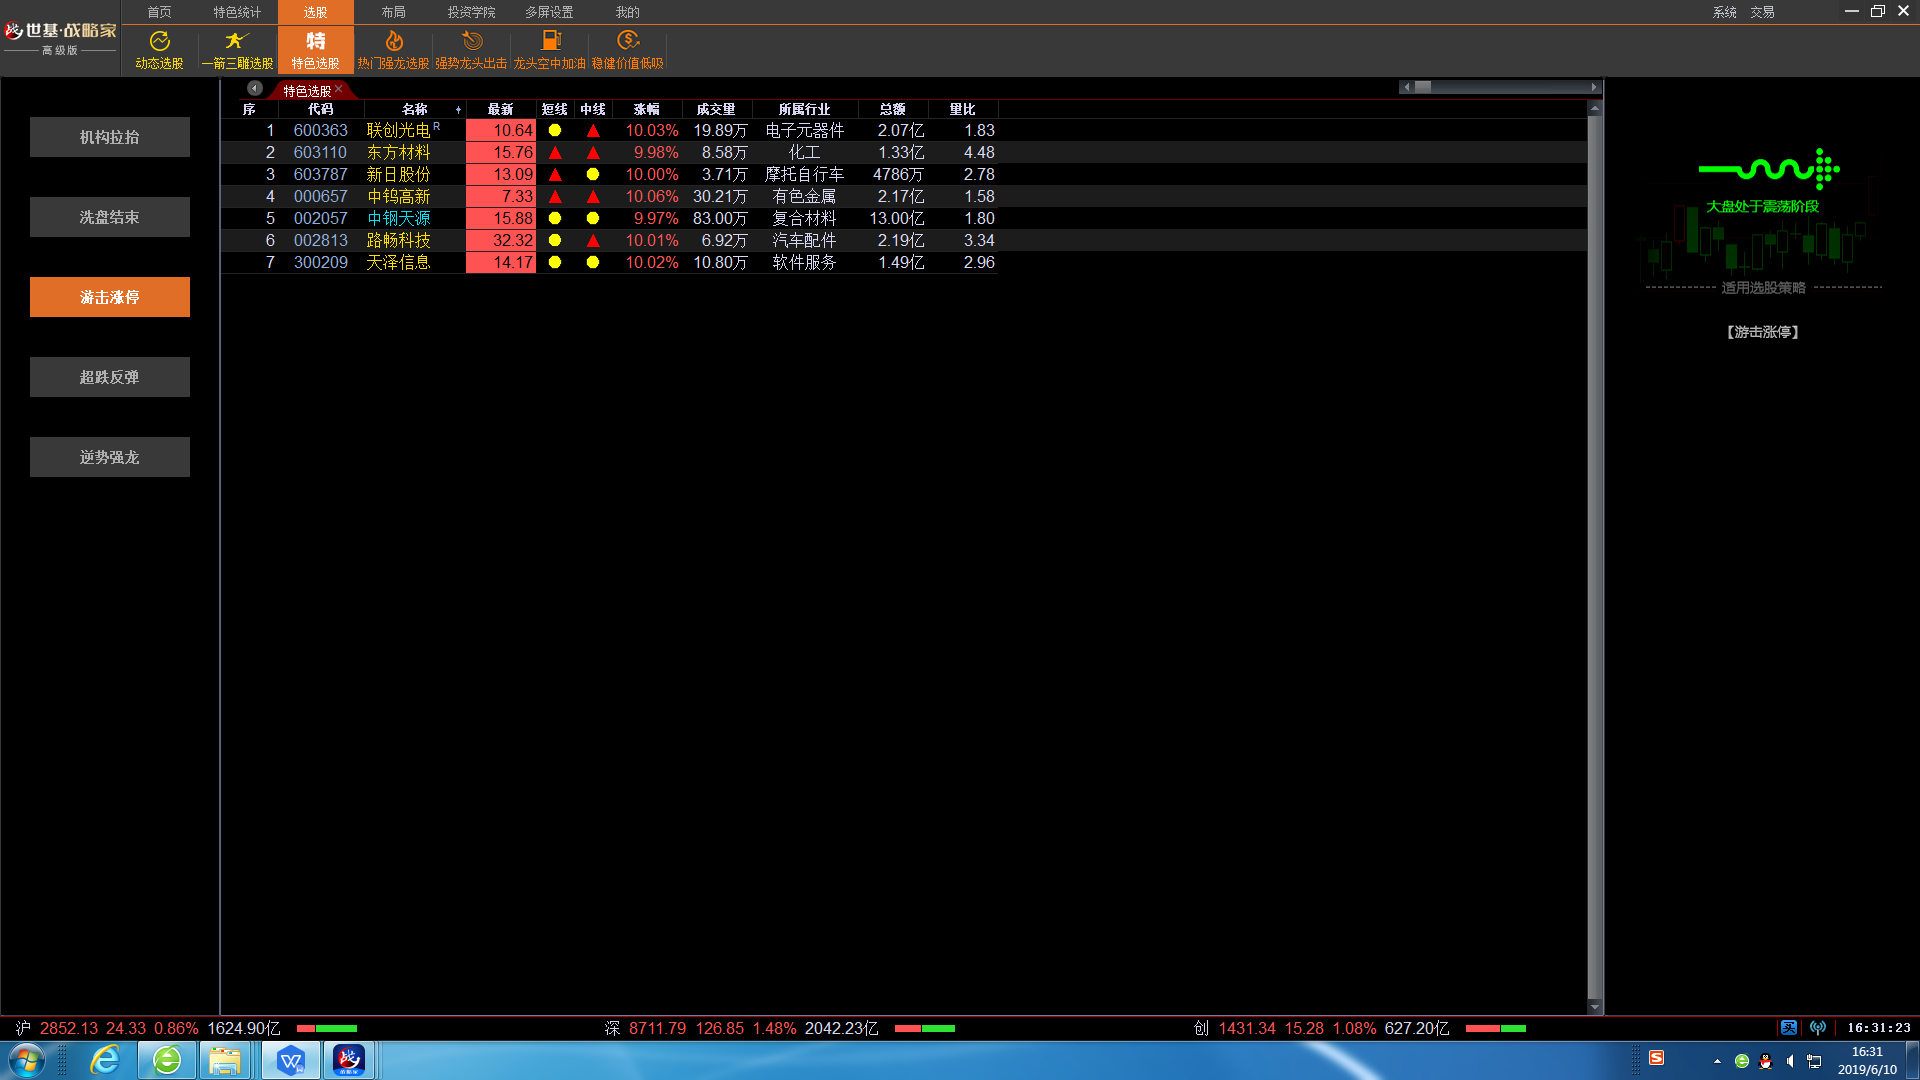 首页 特色统计 选股 布局 投资学院 多屏设置 我的 系统 交易
世基·战略家
高级版
特
动态选股 一箭三雕选股 特色选股 热门强龙选股 强势龙头出击 龙头空中加油 稳健价值低吸
特色选股
序 代码 名称 最新 短线 中线 涨幅 成交量 所属行业 总额 量比
1 600363 联创光电R 10.64 10.03% 19.89万 电子元器件 2.07亿 1.83
2 603110 东方材料 15.76 9.98% 8.58万 化工 1.33亿 4.48
3 603787 新日股份 13.09 10.00% 3.71万 摩托自行车 4786万 2.78
4 000657 中钨高新 7.33 10.06% 30.21万 有色金属 2.17亿 1.58
5 002057 中钢天源 15.88 9.97% 83.00万 复合材料 13.00亿 1.80
6 002813 路畅科技 32.32 10.01% 6.92万 汽车配件 2.19亿 3.34
7 300209 天泽信息 14.17 10.02% 10.80万 软件服务 1.49亿 2.96
机构拉抬
洗盘结束
游击涨停
超跌反弹
逆势强龙
大盘处于震荡阶段
适用选股策略
【游击涨停】
沪 2852.13 24.33 0.86% 1624.90亿 深 8711.79 126.85 1.48% 2042.23亿 创 1431.34 15.28 1.08% 627.20亿 买 16:31:23
16:31
2019/6/10